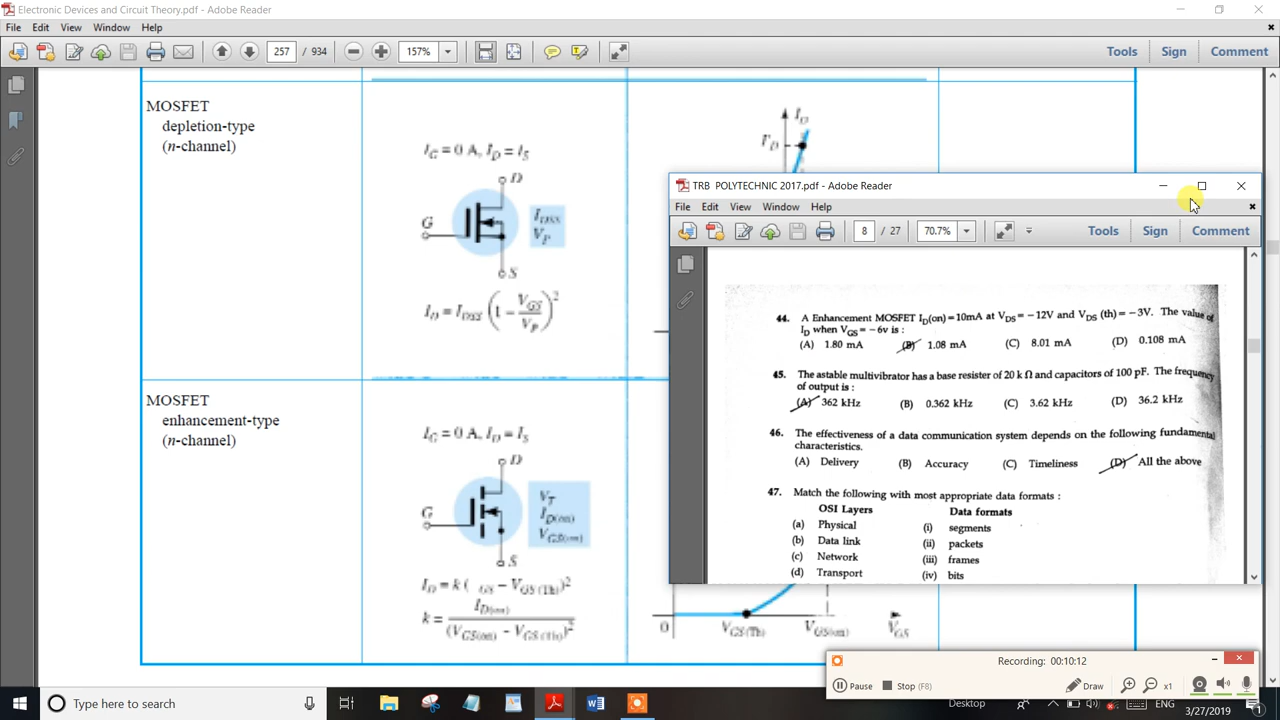 Electronic Devices and Circuit Theory.pdf - Adobe Reader
File Edit View Window Help
257 / 934 157% Tools Sign Comment
MOSFET
depletion-type
(n-channel)
I_G = 0 A, I_D = I_S
D
G
I_DSS
V_P
S
I_D = I_DSS (1 - V_GS/V_P)²
I_D
MOSFET
enhancement-type
(n-channel)
I_G = 0 A, I_D = I_S
D
G
V_T
I_D(on)
V_GS(on)
S
I_D = k ( GS - V_GS (Th))²
k = I_D(on) / (V_GS(on) - V_GS (Th))²
0 V_GS(Th) V_GS(on) V_GS
TRB POLYTECHNIC 2017.pdf - Adobe Reader
File Edit View Window Help
8 / 27 70.7% Tools Sign Comment
44. A Enhancement MOSFET I_D(on) = 10mA at V_DS = -12V and V_DS (th) = -3V. The value of
I_D when V_GS = -6v is :
(A) 1.80 mA (B) 1.08 mA (C) 8.01 mA (D) 0.108 mA
45. The astable multivibrator has a base resister of 20 k Ω and capacitors of 100 pF. The frequency
of output is :
(A) 362 kHz (B) 0.362 kHz (C) 3.62 kHz (D) 36.2 kHz
46. The effectiveness of a data communication system depends on the following fundamental
characteristics.
(A) Delivery (B) Accuracy (C) Timeliness (D) All the above
47. Match the following with most appropriate data formats :
OSI Layers Data formats
(a) Physical (i) segments
(b) Data link (ii) packets
(c) Network (iii) frames
(d) Transport (iv) bits
Recording: 00:10:12
Pause Stop (F8) Draw x1
Type here to search
Desktop ENG
3/27/2019